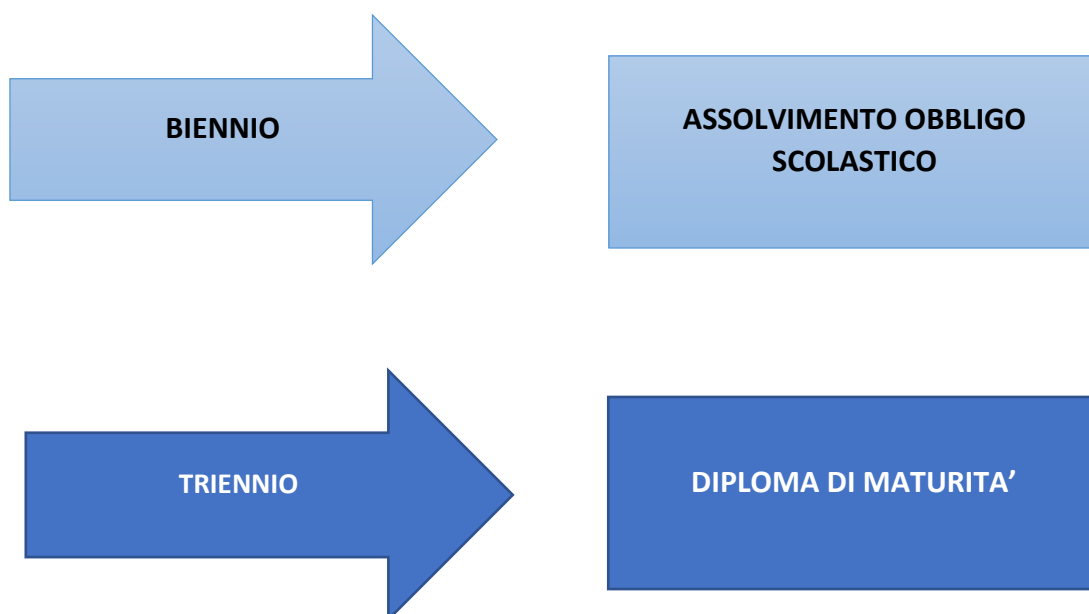 BIENNIO
ASSOLVIMENTO OBBLIGO
SCOLASTICO
TRIENNIO
DIPLOMA DI MATURITA’